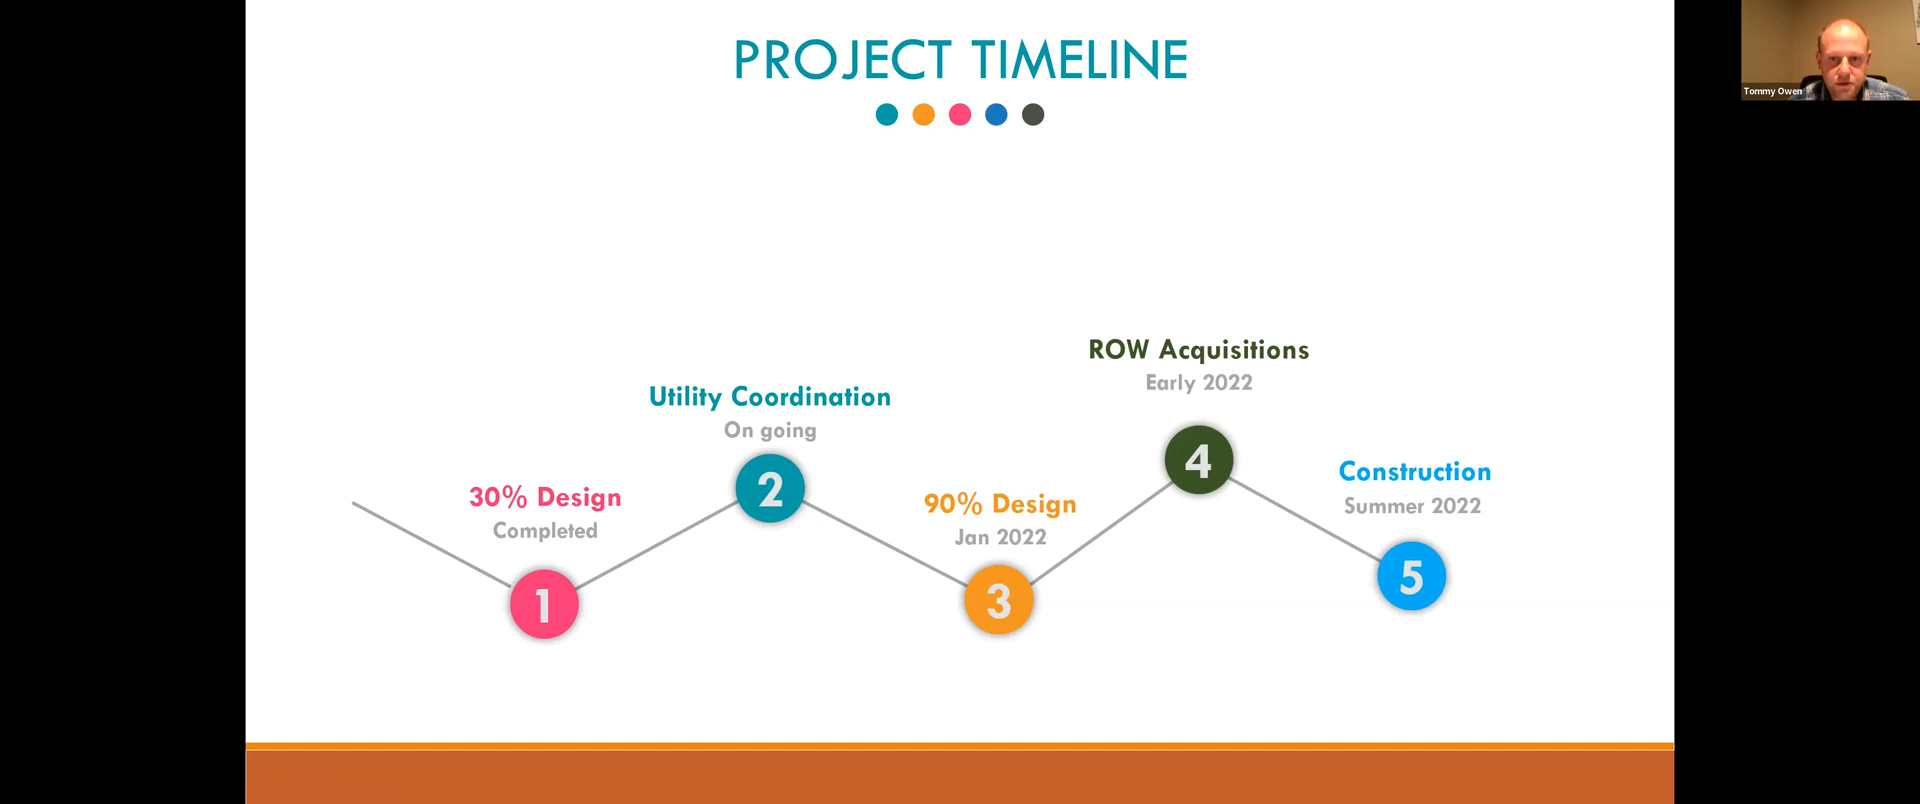 PROJECT TIMELINE
Tommy Owen
30% Design
Completed
1
Utility Coordination
On going
2
90% Design
Jan 2022
3
ROW Acquisitions
Early 2022
4
Construction
Summer 2022
5